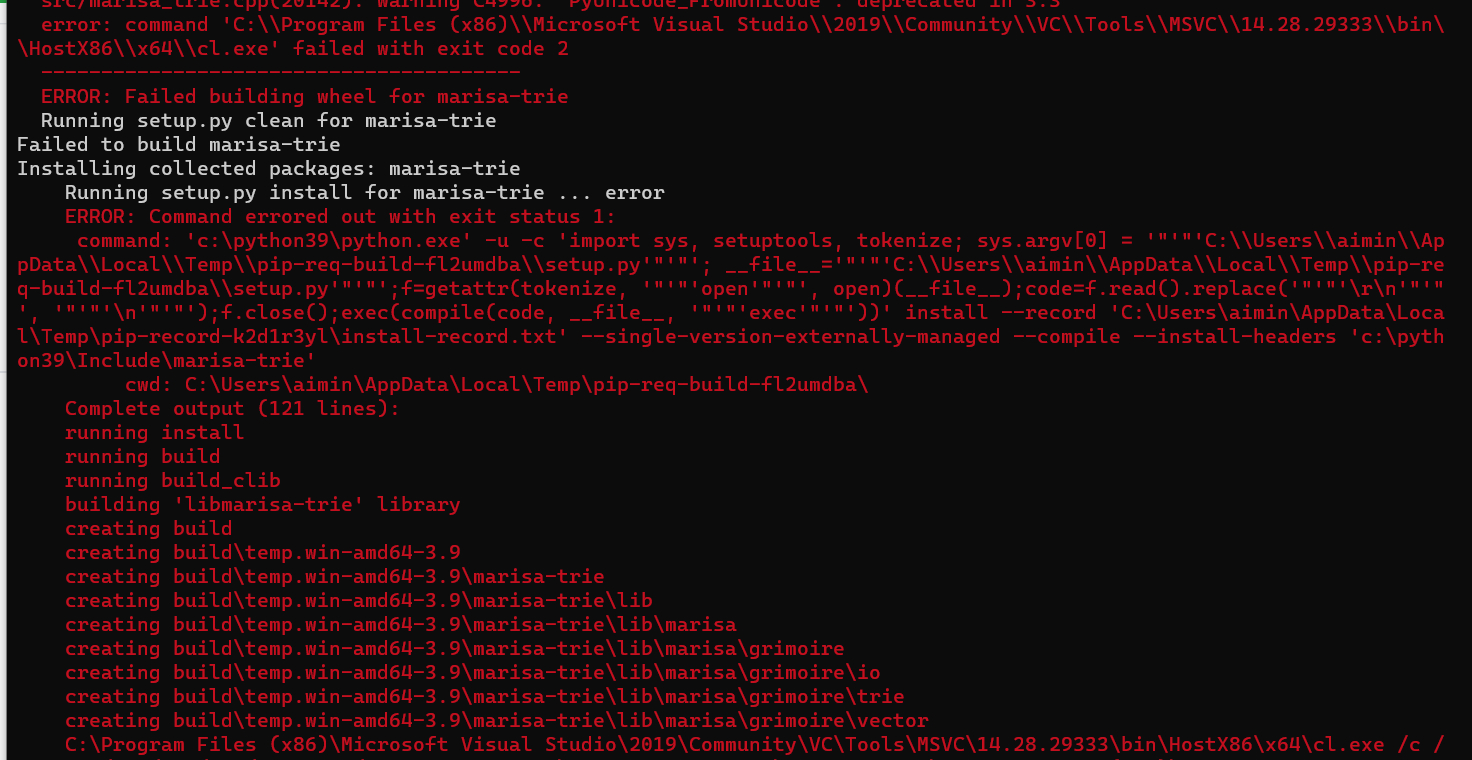 src/marisa_trie.cpp(20142): warning C4996: 'PyUnicode_FromUnicode': deprecated in 3.3
error: command 'C:\\Program Files (x86)\\Microsoft Visual Studio\\2019\\Community\\VC\\Tools\\MSVC\\14.28.29333\\bin\
\HostX86\\x64\\cl.exe' failed with exit code 2
----------------------------------------
ERROR: Failed building wheel for marisa-trie
Running setup.py clean for marisa-trie
Failed to build marisa-trie
Installing collected packages: marisa-trie
Running setup.py install for marisa-trie ... error
ERROR: Command errored out with exit status 1:
command: 'c:\python39\python.exe' -u -c 'import sys, setuptools, tokenize; sys.argv[0] = '"'"'C:\\Users\\aimin\\Ap
pData\\Local\\Temp\\pip-req-build-fl2umdba\\setup.py'"'"'; __file__='"'"'C:\\Users\\aimin\\AppData\\Local\\Temp\\pip-re
q-build-fl2umdba\\setup.py'"'"';f=getattr(tokenize, '"'"'open'"'"', open)(__file__);code=f.read().replace('"'"'\r\n'"'"'
, '"'"'\n'"'"');f.close();exec(compile(code, __file__, '"'"'exec'"'"'))' install --record 'C:\Users\aimin\AppData\Loca
l\Temp\pip-record-k2d1r3yl\install-record.txt' --single-version-externally-managed --compile --install-headers 'c:\pyth
on39\Include\marisa-trie'
cwd: C:\Users\aimin\AppData\Local\Temp\pip-req-build-fl2umdba\
Complete output (121 lines):
running install
running build
running build_clib
building 'libmarisa-trie' library
creating build
creating build\temp.win-amd64-3.9
creating build\temp.win-amd64-3.9\marisa-trie
creating build\temp.win-amd64-3.9\marisa-trie\lib
creating build\temp.win-amd64-3.9\marisa-trie\lib\marisa
creating build\temp.win-amd64-3.9\marisa-trie\lib\marisa\grimoire
creating build\temp.win-amd64-3.9\marisa-trie\lib\marisa\grimoire\io
creating build\temp.win-amd64-3.9\marisa-trie\lib\marisa\grimoire\trie
creating build\temp.win-amd64-3.9\marisa-trie\lib\marisa\grimoire\vector
C:\Program Files (x86)\Microsoft Visual Studio\2019\Community\VC\Tools\MSVC\14.28.29333\bin\HostX86\x64\cl.exe /c /